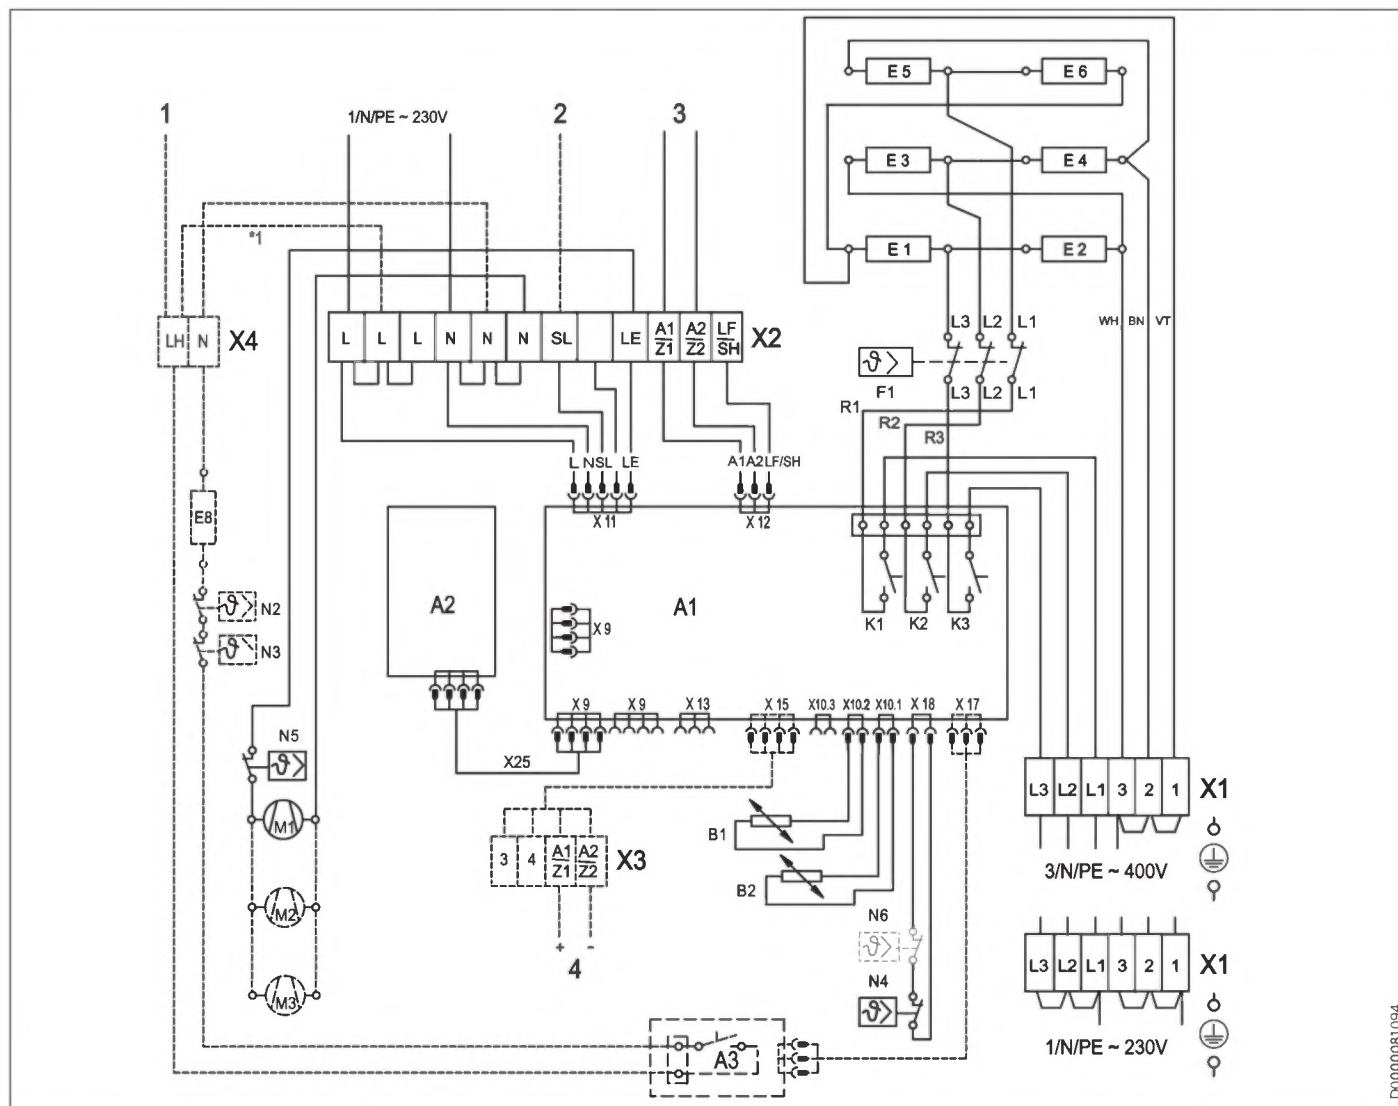 E 5 E 6
1 1/N/PE ~ 230V 2 3
E 3 E 4
*1
E 1 E 2
L3 L2 L1 WH BN VT
LH N X4 L L L N N N SL LE A1/Z1 A2/Z2 LF/SH X2
F1 L3 L2 L1
R1
R2
R3
L N SL LE A1 A2 LF/SH
E8 X 11 X 12
A2 A1
N2 X 9 K1 K2 K3
N3
X 9 X 9 X 13 X 15 X10.3 X10.2 X10.1 X 18 X 17
N5
X25
L3 L2 L1 3 2 1 X1
M1 B1
3 4 A1/Z1 A2/Z2 X3 3/N/PE ~ 400V
B2
M2 N6
+ -
4 L3 L2 L1 3 2 1 X1
M3 N4
1/N/PE ~ 230V
A3
D0000081094